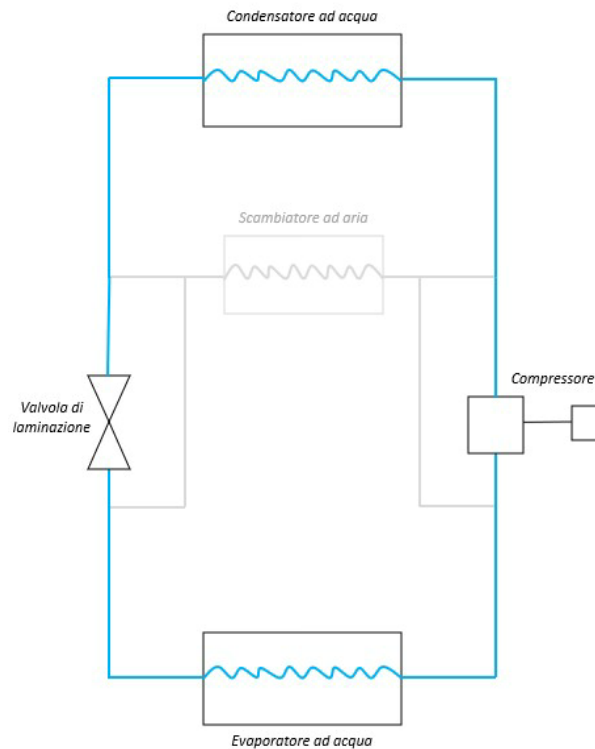 Condensatore ad acqua
Scambiatore ad aria
Compressore
Valvola di
laminazione
Evaporatore ad acqua